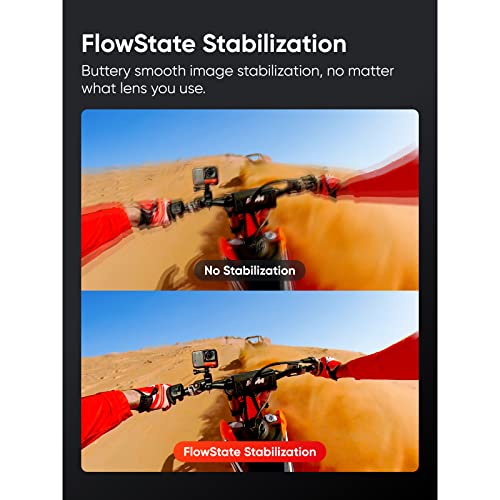 FlowState Stabilization
Buttery smooth image stabilization, no matter
what lens you use.
No Stabilization
FlowState Stabilization